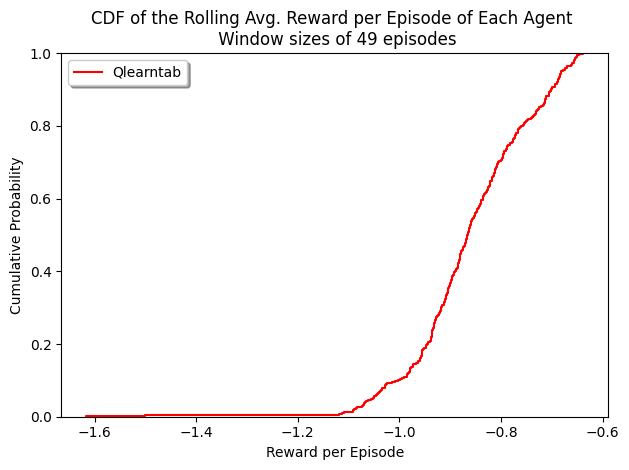 CDF of the Rolling Avg. Reward per Episode of Each Agent
Window sizes of 49 episodes
Qlearntab
1.0
0.8
0.6
0.4
0.2
0.0
Cumulative Probability
−1.6
−1.4
−1.2
−1.0
−0.8
−0.6
Reward per Episode